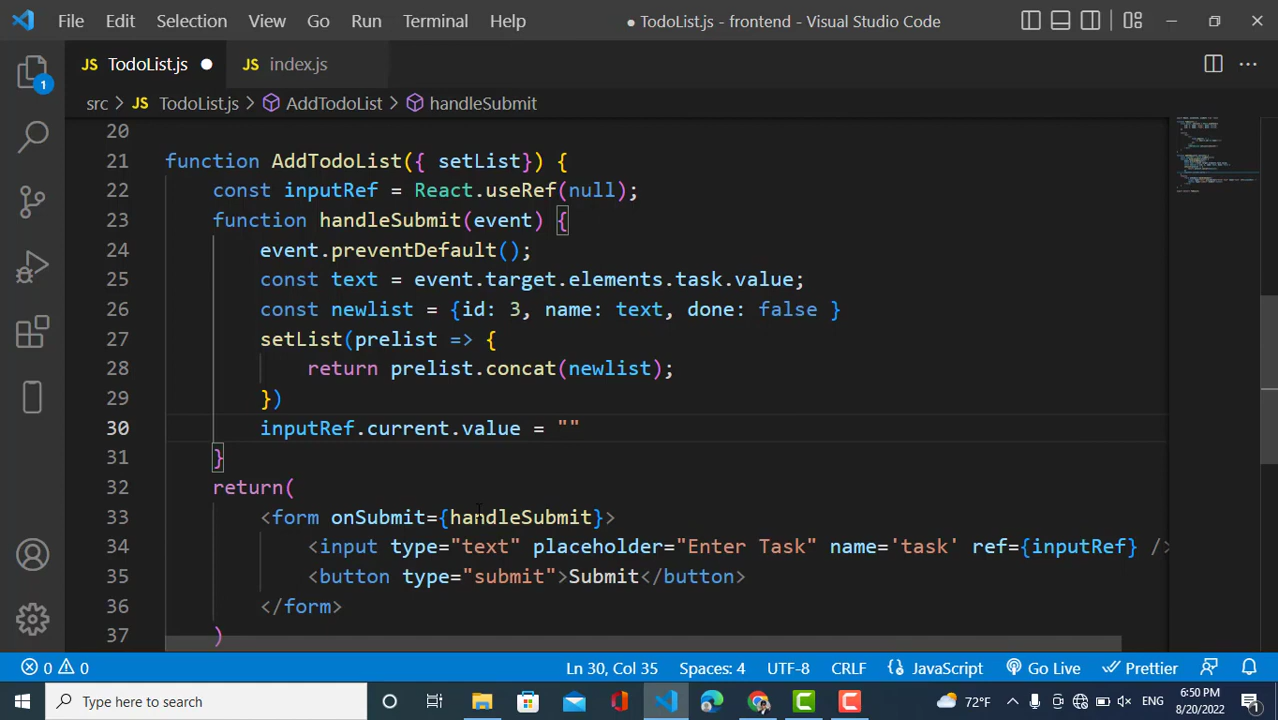 File Edit Selection View Go Run Terminal Help ● TodoList.js - frontend - Visual Studio Code
JS TodoList.js ● JS index.js
1
src > JS TodoList.js > AddTodoList > handleSubmit
20
21 function AddTodoList({ setList}) {
22 const inputRef = React.useRef(null);
23 function handleSubmit(event) {
24 event.preventDefault();
25 const text = event.target.elements.task.value;
26 const newlist = {id: 3, name: text, done: false }
27 setList(prelist => {
28 return prelist.concat(newlist);
29 })
30 inputRef.current.value = ""
31 }
32 return(
33 <form onSubmit={handleSubmit}>
34 <input type="text" placeholder="Enter Task" name='task' ref={inputRef} />
35 <button type="submit">Submit</button>
36 </form>
37 )
0 0 Ln 30, Col 35 Spaces: 4 UTF-8 CRLF JavaScript Go Live Prettier
Type here to search 72°F ENG 6:50 PM
8/20/2022 1